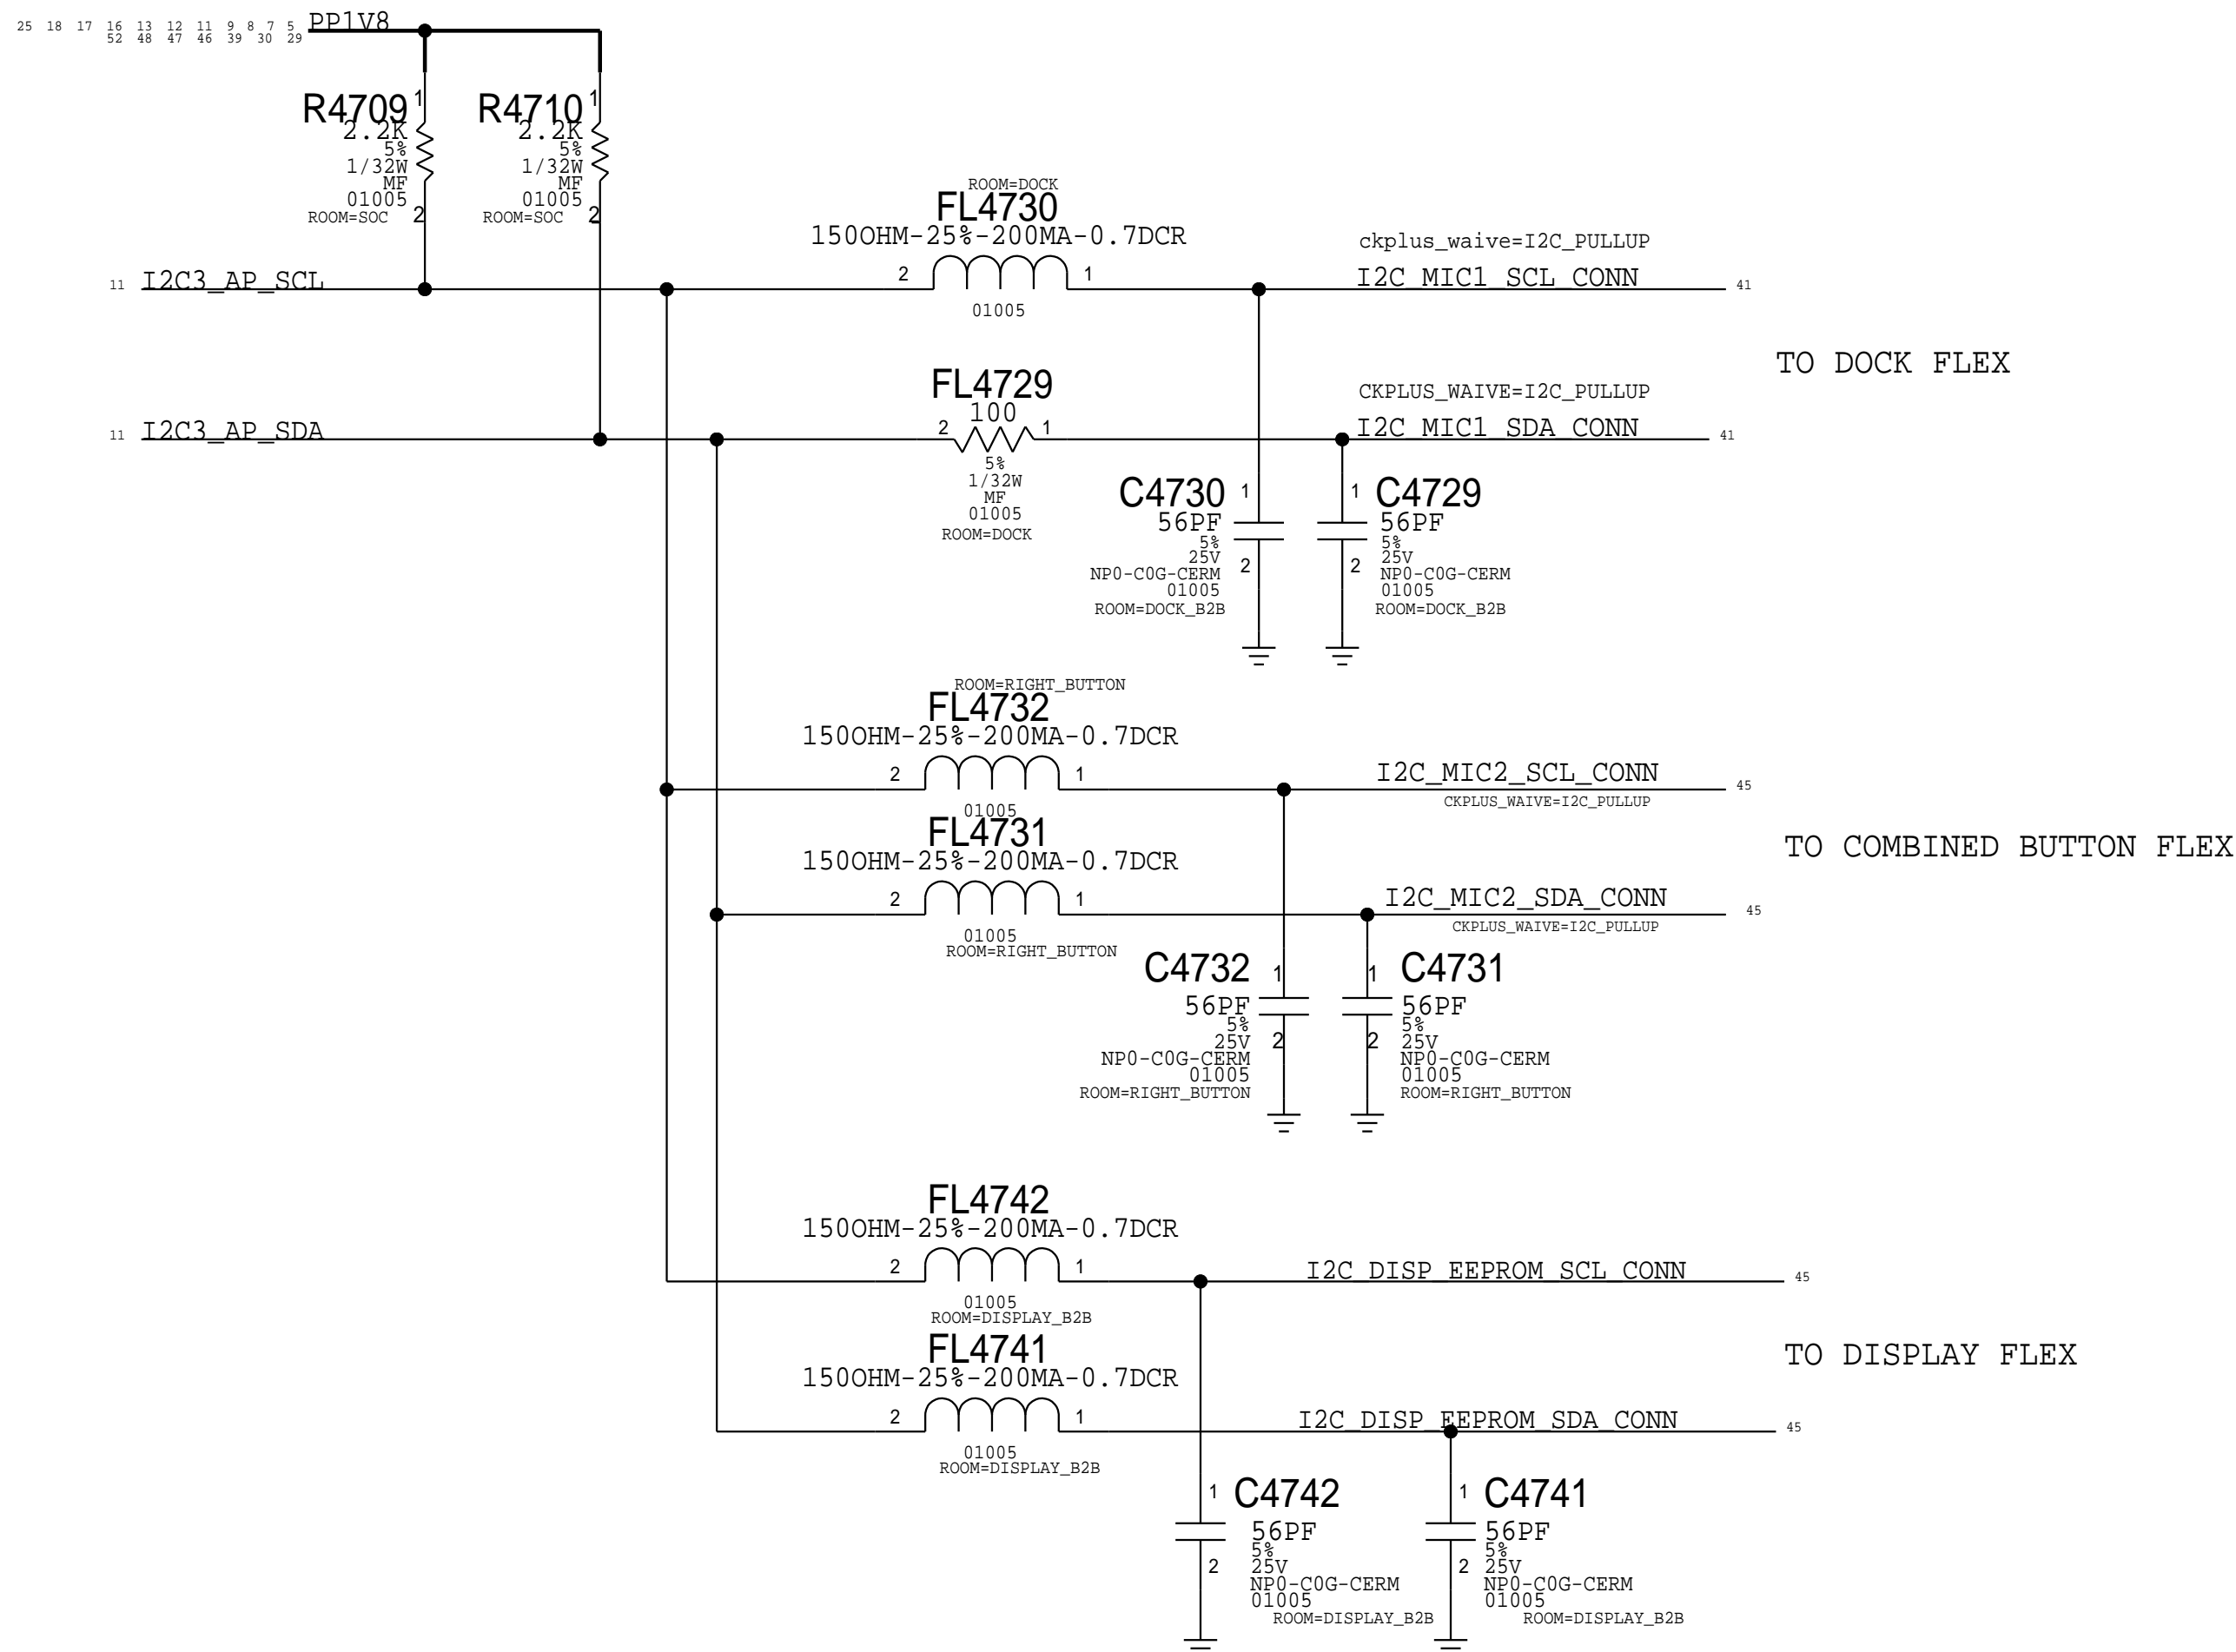 PP1V8
25 18 17 16 13 12 11 9 8 7 5
52 48 47 46 39 30 29
R4709
1
2.2K
5%
1/32W
MF
01005
ROOM=SOC
2
R4710
1
2.2K
5%
1/32W
MF
01005
ROOM=SOC
2
ROOM=DOCK
FL4730
150OHM-25%-200MA-0.7DCR
2
1
01005
ckplus_waive=I2C_PULLUP
11 I2C3_AP_SCL
I2C_MIC1_SCL_CONN 41
TO DOCK FLEX
FL4729
100
2
1
5%
1/32W
MF
01005
ROOM=DOCK
CKPLUS_WAIVE=I2C_PULLUP
11 I2C3_AP_SDA
I2C_MIC1_SDA_CONN 41
C4730
1
56PF
5%
25V
2
NP0-C0G-CERM
01005
ROOM=DOCK_B2B
1
C4729
56PF
5%
25V
2
NP0-C0G-CERM
01005
ROOM=DOCK_B2B
ROOM=RIGHT_BUTTON
FL4732
150OHM-25%-200MA-0.7DCR
2
1
01005
I2C_MIC2_SCL_CONN 45
CKPLUS_WAIVE=I2C_PULLUP
TO COMBINED BUTTON FLEX
FL4731
150OHM-25%-200MA-0.7DCR
2
1
01005
ROOM=RIGHT_BUTTON
I2C_MIC2_SDA_CONN 45
CKPLUS_WAIVE=I2C_PULLUP
C4732
1
56PF
5%
25V
2
NP0-C0G-CERM
01005
ROOM=RIGHT_BUTTON
1
C4731
56PF
5%
25V
2
NP0-C0G-CERM
01005
ROOM=RIGHT_BUTTON
FL4742
150OHM-25%-200MA-0.7DCR
2
1
01005
ROOM=DISPLAY_B2B
I2C_DISP_EEPROM_SCL_CONN 45
TO DISPLAY FLEX
FL4741
150OHM-25%-200MA-0.7DCR
2
1
01005
ROOM=DISPLAY_B2B
I2C_DISP_EEPROM_SDA_CONN 45
1
C4742
56PF
5%
25V
2
NP0-C0G-CERM
01005
ROOM=DISPLAY_B2B
1
C4741
56PF
5%
25V
2
NP0-C0G-CERM
01005
ROOM=DISPLAY_B2B